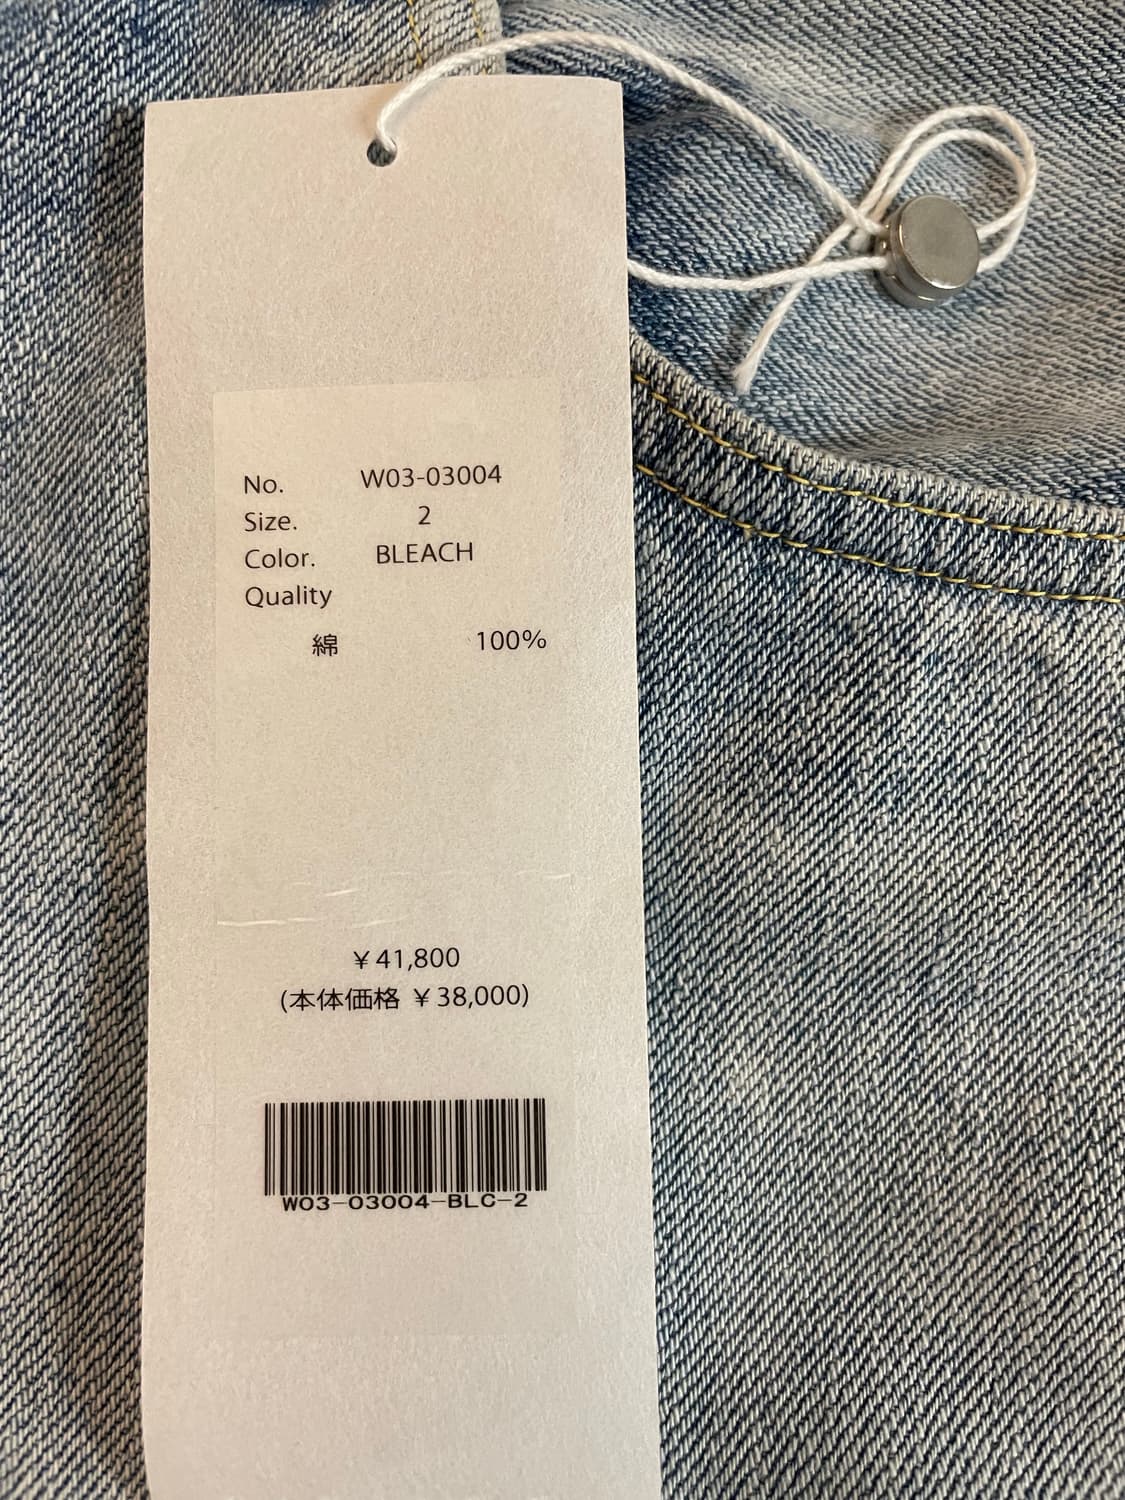 No. W03-03004
Size. 2
Color. BLEACH
Quality
綿 100%
￥41,800
(本体価格 ￥38,000)
W03-03004-BLC-2